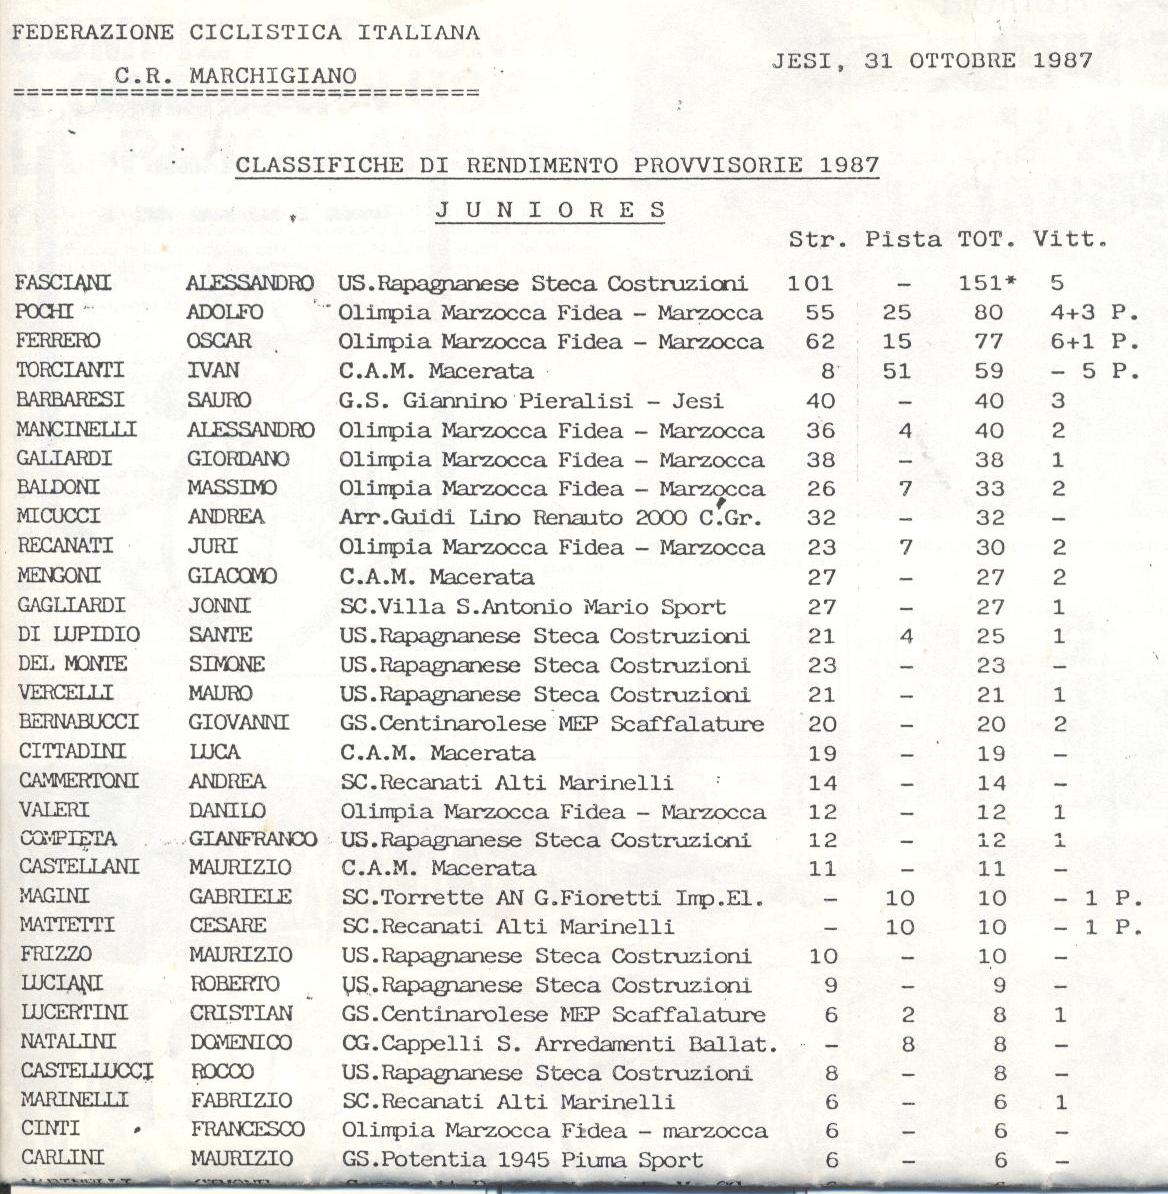 FEDERAZIONE CICLISTICA ITALIANA
JESI, 31 OTTOBRE 1987
C.R. MARCHIGIANO
================================
CLASSIFICHE DI RENDIMENTO PROVVISORIE 1987
J U N I O R E S
Str. Pista TOT. Vitt.
FASCIANI ALESSANDRO US.Rapagnanese Steca Costruzioni 101 - 151* 5
POCHI ADOLFO Olimpia Marzocca Fidea - Marzocca 55 25 80 4+3 P.
FERRERO OSCAR Olimpia Marzocca Fidea - Marzocca 62 15 77 6+1 P.
TORCIANTI IVAN C.A.M. Macerata 8 51 59 - 5 P.
BARBARESI SAURO G.S. Giannino Pieralisi - Jesi 40 - 40 3
MANCINELLI ALESSANDRO Olimpia Marzocca Fidea - Marzocca 36 4 40 2
GALIARDI GIORDANO Olimpia Marzocca Fidea - Marzocca 38 - 38 1
BALDONI MASSIMO Olimpia Marzocca Fidea - Marzocca 26 7 33 2
MICUCCI ANDREA Arr.Guidi Lino Renauto 2000 C.Gr. 32 - 32 -
RECANATI JURI Olimpia Marzocca Fidea - Marzocca 23 7 30 2
MENGONI GIACOMO C.A.M. Macerata 27 - 27 2
GAGLIARDI JONNI SC.Villa S.Antonio Mario Sport 27 - 27 1
DI LUPIDIO SANTE US.Rapagnanese Steca Costruzioni 21 4 25 1
DEL MONTE SIMONE US.Rapagnanese Steca Costruzioni 23 - 23 -
VERCELLI MAURO US.Rapagnanese Steca Costruzioni 21 - 21 1
BERNABUCCI GIOVANNI GS.Centinarolese MEP Scaffalature 20 - 20 2
CITTADINI LUCA C.A.M. Macerata 19 - 19 -
CAMMERTONI ANDREA SC.Recanati Alti Marinelli 14 - 14 -
VALERI DANILO Olimpia Marzocca Fidea - Marzocca 12 - 12 1
COMPIETA GIANFRANCO US.Rapagnanese Steca Costruzioni 12 - 12 1
CASTELLANI MAURIZIO C.A.M. Macerata 11 - 11 -
MAGINI GABRIELE SC.Torrette AN G.Fioretti Imp.El. - 10 10 - 1 P.
MATTETTI CESARE SC.Recanati Alti Marinelli - 10 10 - 1 P.
FRIZZO MAURIZIO US.Rapagnanese Steca Costruzioni 10 - 10 -
LUCIANI ROBERTO US.Rapagnanese Steca Costruzioni 9 - 9 -
LUCERTINI CRISTIAN GS.Centinarolese MEP Scaffalature 6 2 8 1
NATALINI DOMENICO CG.Cappelli S. Arredamenti Ballat. - 8 8 -
CASTELLUCCI ROCCO US.Rapagnanese Steca Costruzioni 8 - 8 -
MARINELLI FABRIZIO SC.Recanati Alti Marinelli 6 - 6 1
CINTI FRANCESCO Olimpia Marzocca Fidea - marzocca 6 - 6 -
CARLINI MAURIZIO GS.Potentia 1945 Piuma Sport 6 - 6 -